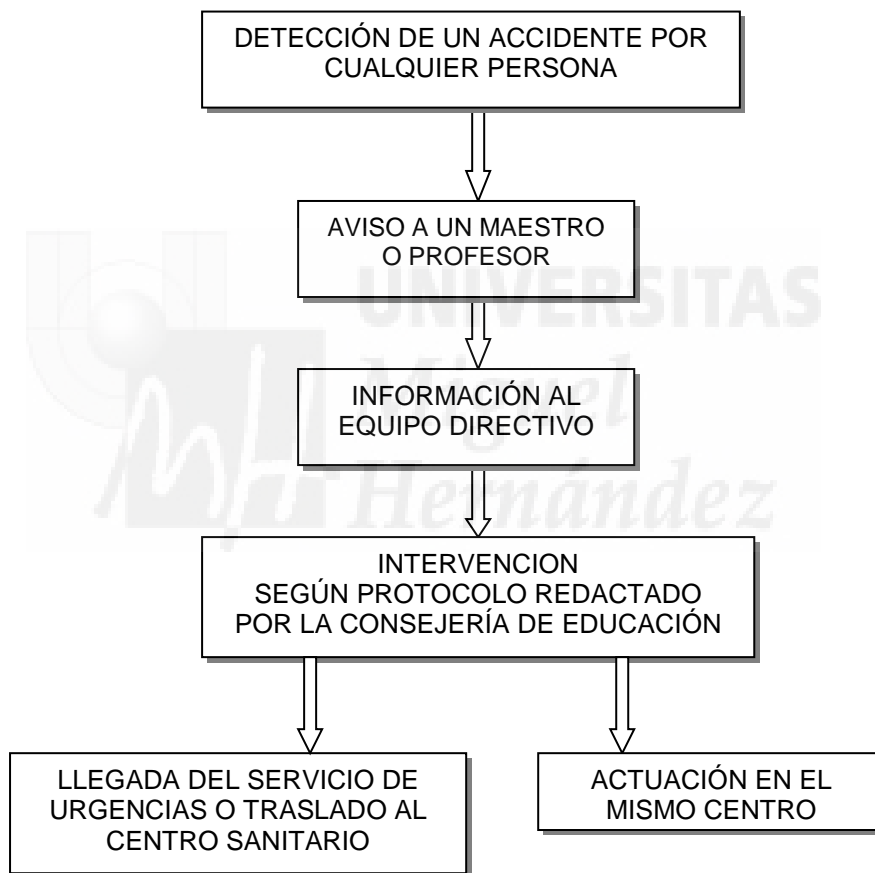 DETECCIÓN DE UN ACCIDENTE POR
CUALQUIER PERSONA
AVISO A UN MAESTRO
O PROFESOR
UNIVERSITAS
Miguel
Hernández
INFORMACIÓN AL
EQUIPO DIRECTIVO
INTERVENCION
SEGÚN PROTOCOLO REDACTADO
POR LA CONSEJERÍA DE EDUCACIÓN
LLEGADA DEL SERVICIO DE
URGENCIAS O TRASLADO AL
CENTRO SANITARIO
ACTUACIÓN EN EL
MISMO CENTRO